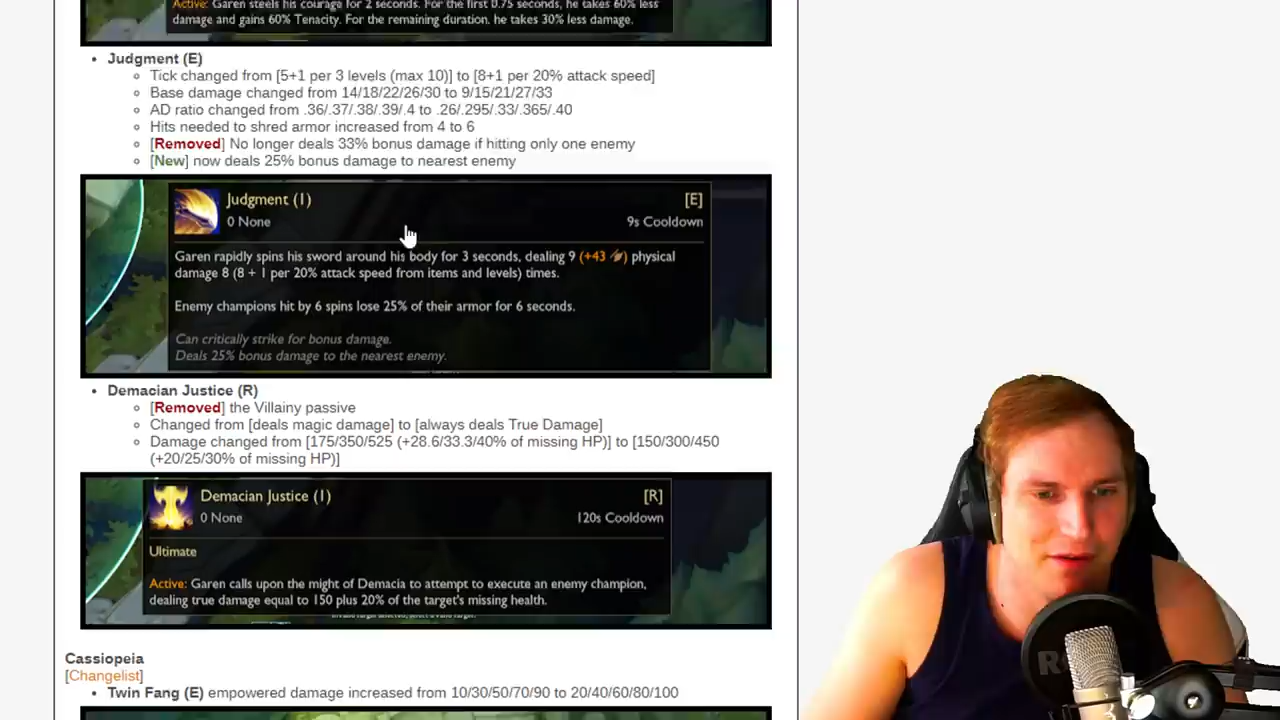 Active: Garen steels his courage for 2 seconds. For the first 0.75 seconds, he takes 60% less
damage and gains 60% Tenacity. For the remaining duration, he takes 30% less damage.
Judgment (E)
Tick changed from [5+1 per 3 levels (max 10)] to [8+1 per 20% attack speed]
Base damage changed from 14/18/22/26/30 to 9/15/21/27/33
AD ratio changed from .36/.37/.38/.39/.4 to .26/.295/.33/.365/.40
Hits needed to shred armor increased from 4 to 6
[Removed] No longer deals 33% bonus damage if hitting only one enemy
[New] now deals 25% bonus damage to nearest enemy
Judgment (1) [E]
0 None 9s Cooldown
Garen rapidly spins his sword around his body for 3 seconds, dealing 9 (+43) physical
damage 8 (8 + 1 per 20% attack speed from items and levels) times.
Enemy champions hit by 6 spins lose 25% of their armor for 6 seconds.
Can critically strike for bonus damage.
Deals 25% bonus damage to the nearest enemy.
Demacian Justice (R)
[Removed] the Villainy passive
Changed from [deals magic damage] to [always deals True Damage]
Damage changed from [175/350/525 (+28.6/33.3/40% of missing HP)] to [150/300/450
(+20/25/30% of missing HP)]
Demacian Justice (1) [R]
0 None 120s Cooldown
Ultimate
Active: Garen calls upon the might of Demacia to attempt to execute an enemy champion,
dealing true damage equal to 150 plus 20% of the target's missing health.
Cassiopeia
[Changelist]
Twin Fang (E) empowered damage increased from 10/30/50/70/90 to 20/40/60/80/100